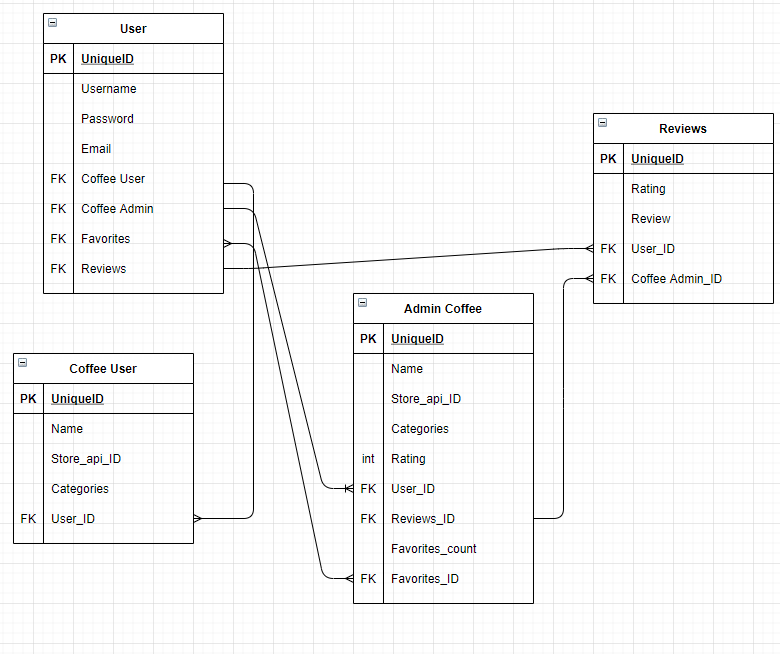 User
PK UniqueID
Username
Password
Email
FK Coffee User
FK Coffee Admin
FK Favorites
FK Reviews
Reviews
PK UniqueID
Rating
Review
FK User_ID
FK Coffee Admin_ID
Admin Coffee
PK UniqueID
Name
Store_api_ID
Categories
int Rating
FK User_ID
FK Reviews_ID
Favorites_count
FK Favorites_ID
Coffee User
PK UniqueID
Name
Store_api_ID
Categories
FK User_ID